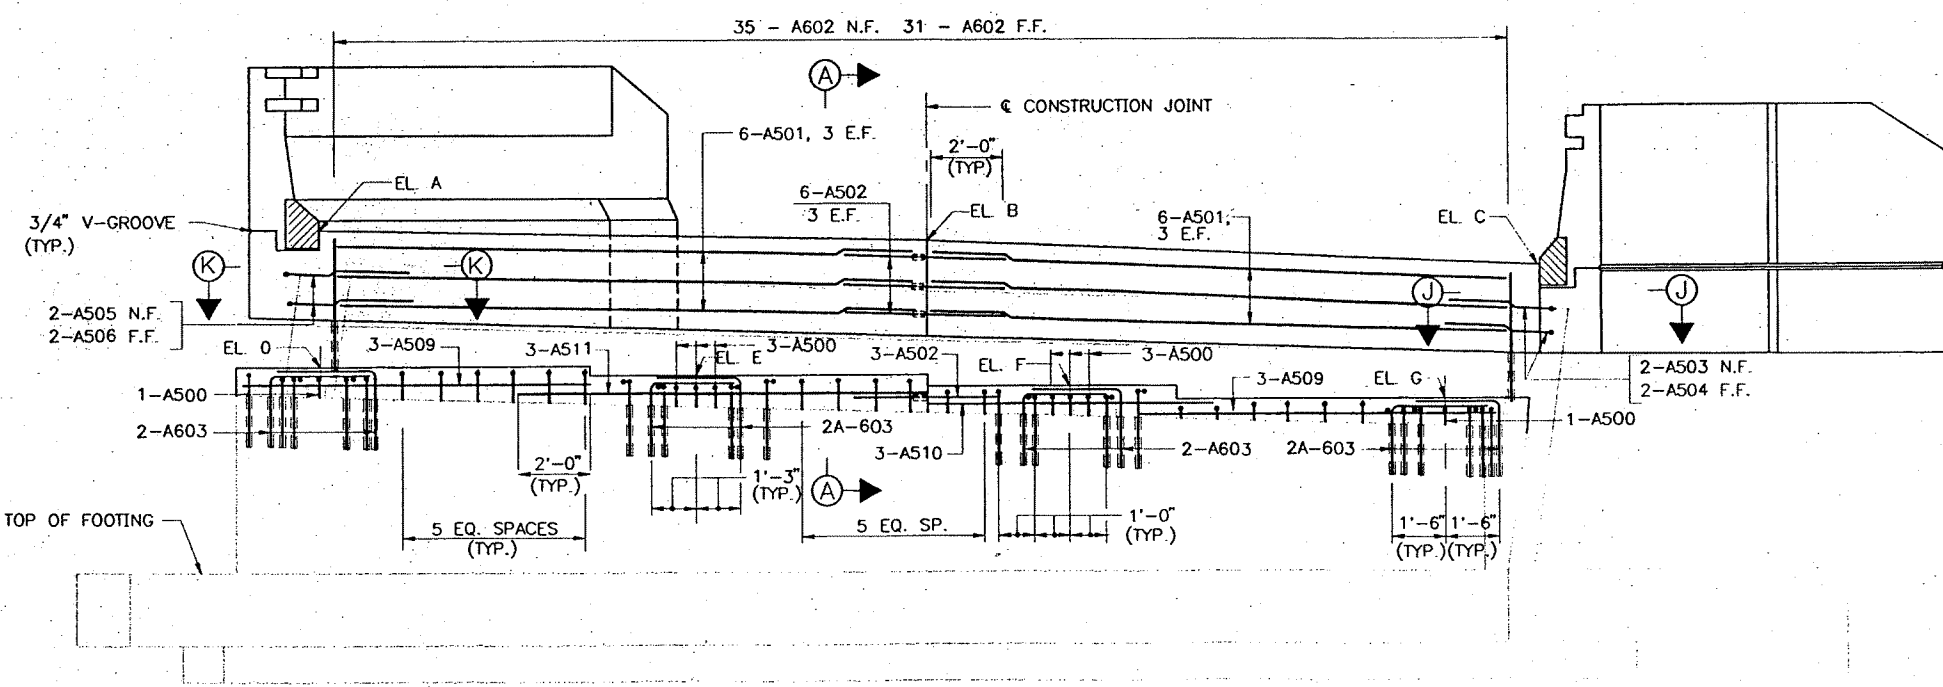 35 - A602 N.F. 31 - A602 F.F.
A
℄ CONSTRUCTION JOINT
6-A501, 3 E.F.
2'-0"
(TYP)
EL. A
6-A502
3 E.F.
EL. B
6-A501,
3 E.F.
EL. C
3/4" V-GROOVE
(TYP.)
K
K
J
J
2-A505 N.F.
2-A506 F.F.
EL. O
3-A509
3-A511
EL. E
3-A500
3-A502
EL. F
3-A500
3-A509
EL. G
2-A503 N.F.
2-A504 F.F.
1-A500
2-A603
2A-603
3-A510
2-A603
2A-603
1-A500
2'-0"
(TYP.)
1'-3"
(TYP.)
A
TOP OF FOOTING
5 EQ. SPACES
(TYP.)
5 EQ. SP.
1'-0"
(TYP.)
1'-6"
(TYP.)
1'-6"
(TYP.)